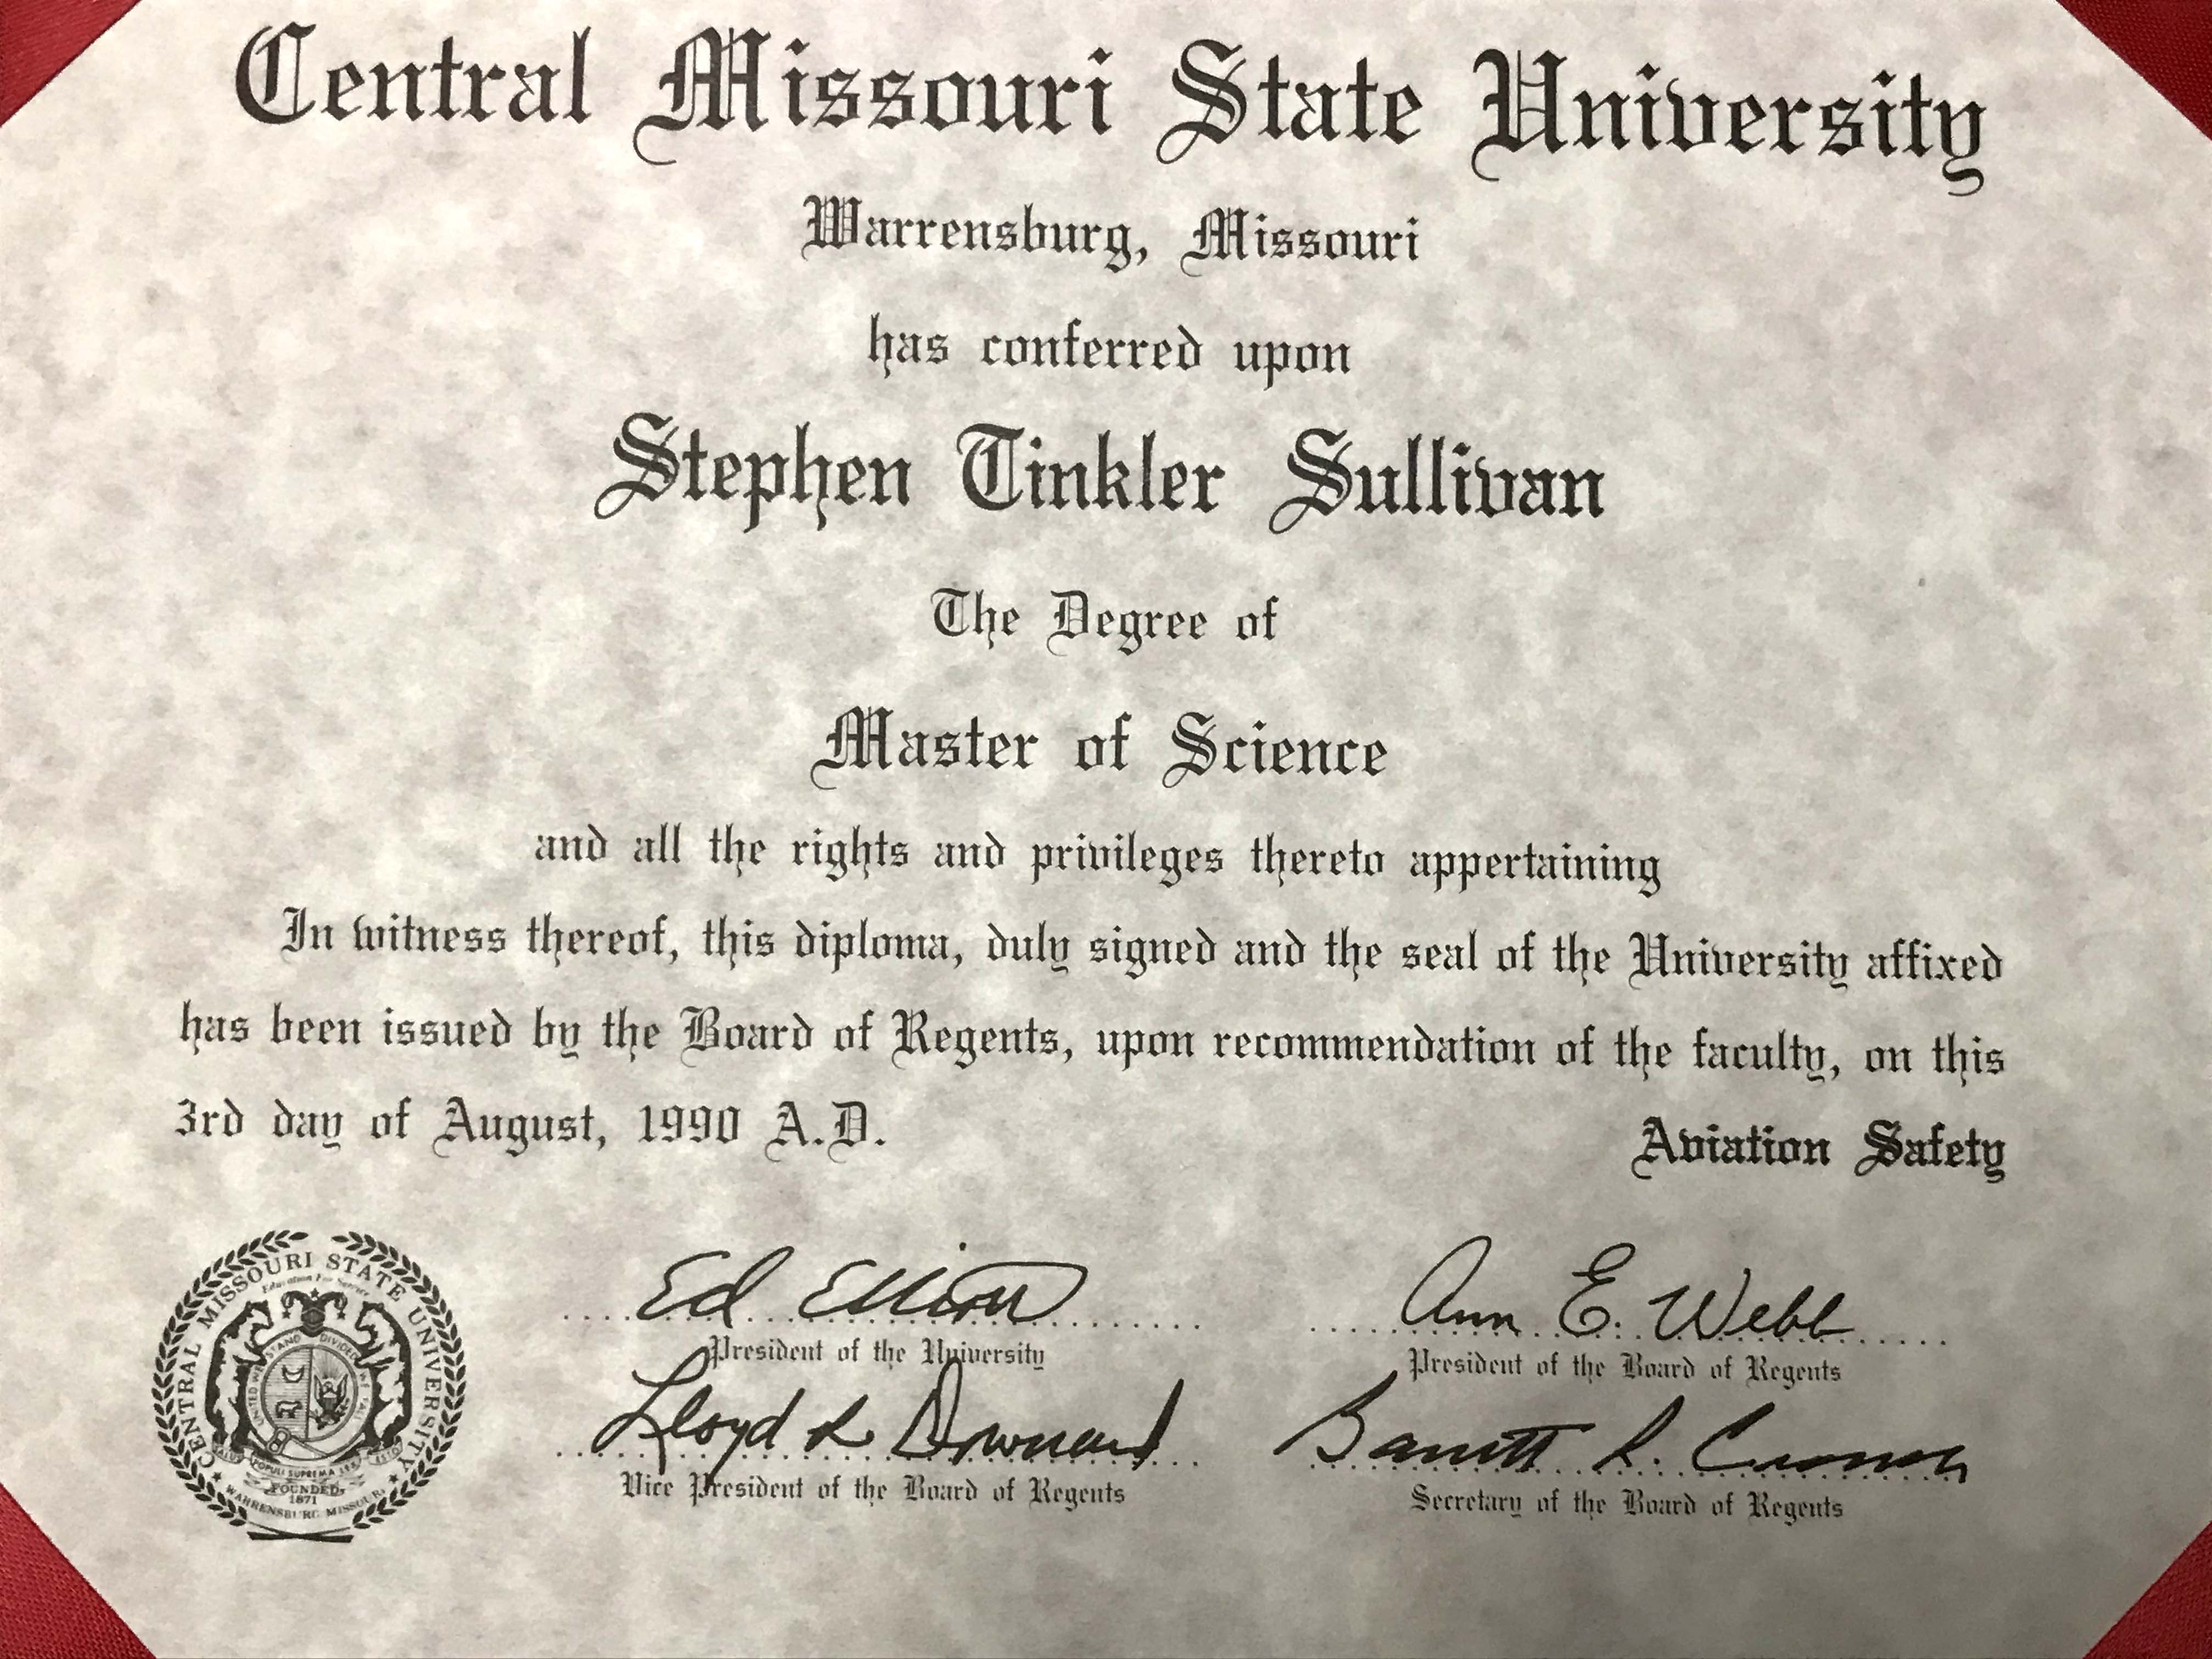 Central Missouri State University
Warrensburg, Missouri
has conferred upon
Stephen Tinkler Sullivan
The Degree of
Master of Science
and all the rights and privileges thereto appertaining
In witness thereof, this diploma, duly signed and the seal of the University affixed
has been issued by the Board of Regents, upon recommendation of the faculty, on this
3rd day of August, 1990 A.D.
Aviation Safety
CENTRAL MISSOURI STATE UNIVERSITY
Education For Service
UNITED WE STAND DIVIDED WE FALL
SALUS POPULI SUPREMA LEX ESTO
FOUNDED
1871
WARRENSBURG MISSOURI
Ed Elliott
President of the University
Ann E. Webb
President of the Board of Regents
Lloyd
Vice President of the Board of Regents
R.
Secretary of the Board of Regents